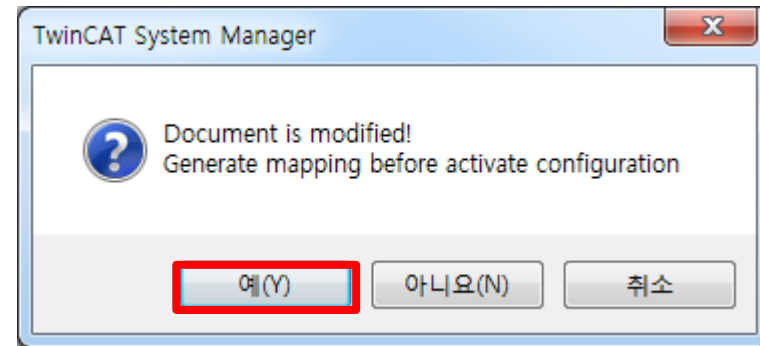 TwinCAT System Manager
Document is modified!
Generate mapping before activate configuration
예(Y) 아니요(N) 취소